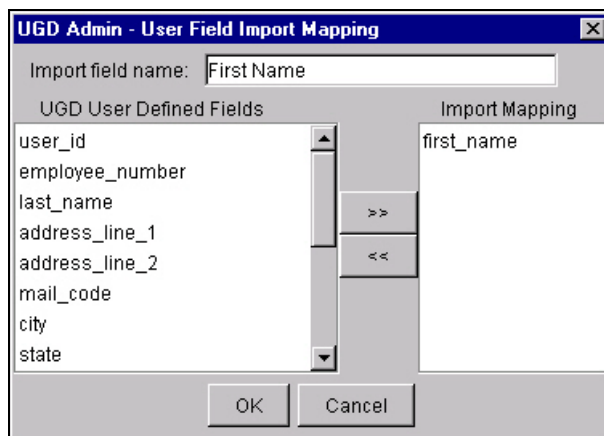 UGD Admin - User Field Import Mapping
Import field name: First Name
UGD User Defined Fields
Import Mapping
user_id
employee_number
last_name
address_line_1
address_line_2
mail_code
city
state
>>
<<
first_name
OK
Cancel